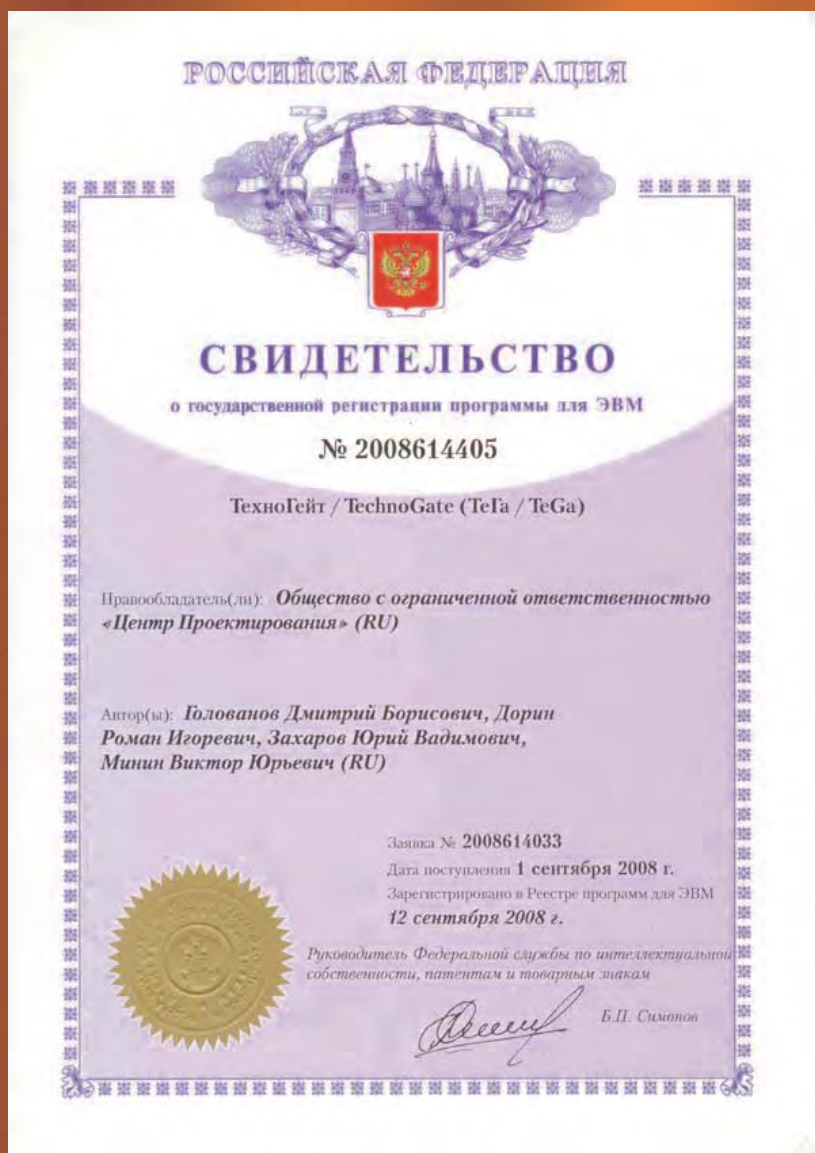 РОССИЙСКАЯ ФЕДЕРАЦИЯ
СВИДЕТЕЛЬСТВО
о государственной регистрации программы для ЭВМ
№ 2008614405
ТехноГейт / TechnoGate (ТеГа / TeGa)
Правообладатель(ли): Общество с ограниченной ответственностью
«Центр Проектирования» (RU)
Автор(ы): Голованов Дмитрий Борисович, Дорин
Роман Игоревич, Захаров Юрий Вадимович,
Минин Виктор Юрьевич (RU)
Заявка № 2008614033
Дата поступления 1 сентября 2008 г.
Зарегистрировано в Реестре программ для ЭВМ
12 сентября 2008 г.
Руководитель Федеральной службы по интеллектуальной
собственности, патентам и товарным знакам
Б.П. Симонов